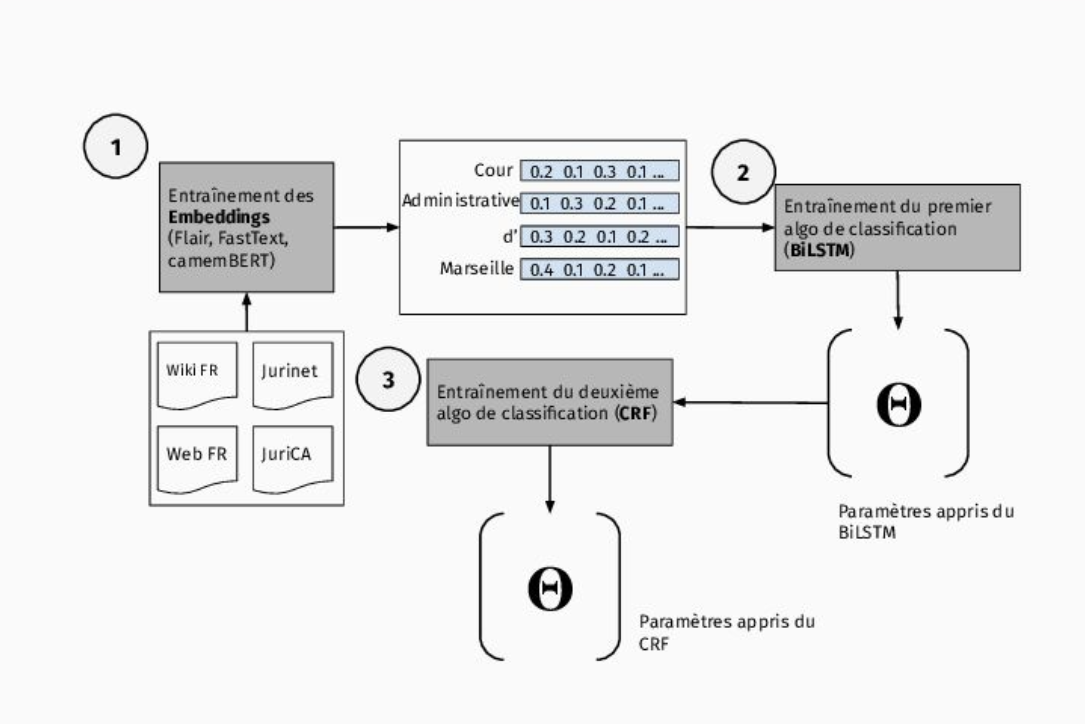 1
Entraînement des
Embeddings
(Flair, FastText,
camemBERT)
Wiki FR
Jurinet
Web FR
JuriCA
Cour 0.2 0.1 0.3 0.1 ...
Administrative 0.1 0.3 0.2 0.1 ...
d' 0.3 0.2 0.1 0.2 ...
Marseille 0.4 0.1 0.2 0.1 ...
2
Entraînement du premier
algo de classification
(BiLSTM)
Θ
Paramètres appris du
BiLSTM
3
Entraînement du deuxième
algo de classification (CRF)
Θ
Paramètres appris du
CRF